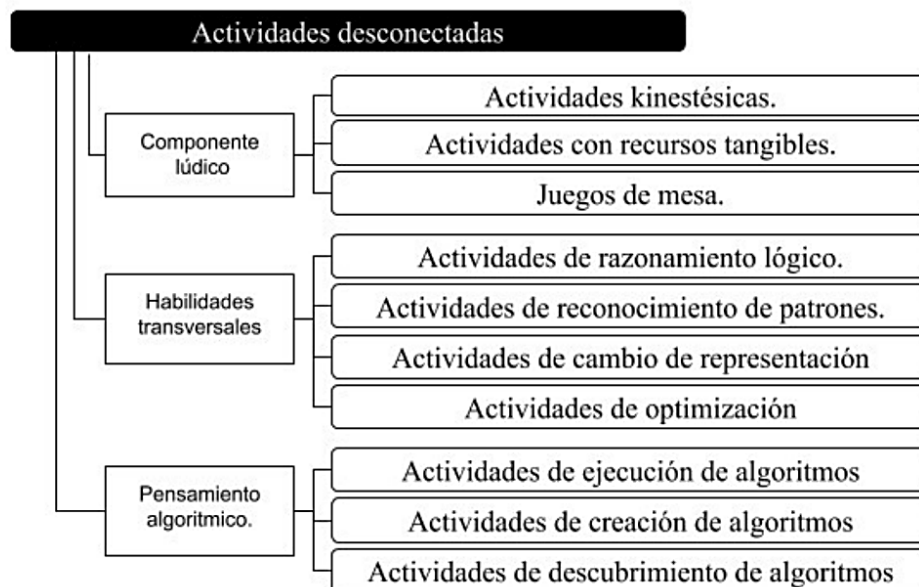 Actividades desconectadas
Componente
lúdico
Actividades kinestésicas.
Actividades con recursos tangibles.
Juegos de mesa.
Habilidades
transversales
Actividades de razonamiento lógico.
Actividades de reconocimiento de patrones.
Actividades de cambio de representación
Actividades de optimización
Pensamiento
algoritmico.
Actividades de ejecución de algoritmos
Actividades de creación de algoritmos
Actividades de descubrimiento de algoritmos